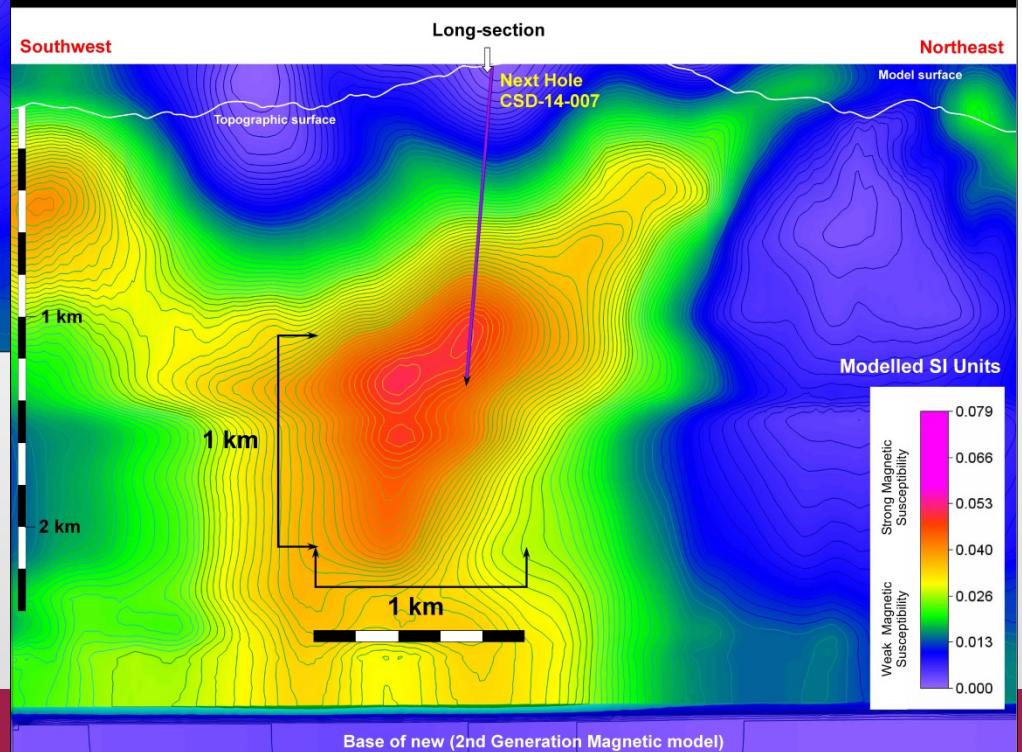 Long-section
Southwest
Northeast
Next Hole
CSD-14-007
Model surface
Topographic surface
1 km
Modelled SI Units
0.079
0.066
0.053
0.040
0.026
0.013
0.000
Strong Magnetic
Susceptibility
Weak Magnetic
Susceptibility
1 km
2 km
1 km
Base of new (2nd Generation Magnetic model)